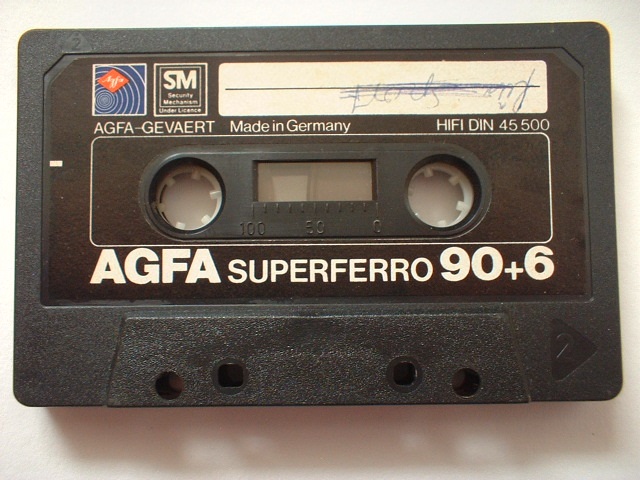 2
Agfa
SM
Security
Mechanism
Under Licence
AGFA-GEVAERT Made in Germany HIFI DIN 45 500
100 50 0
AGFA SUPERFERRO 90+6
2